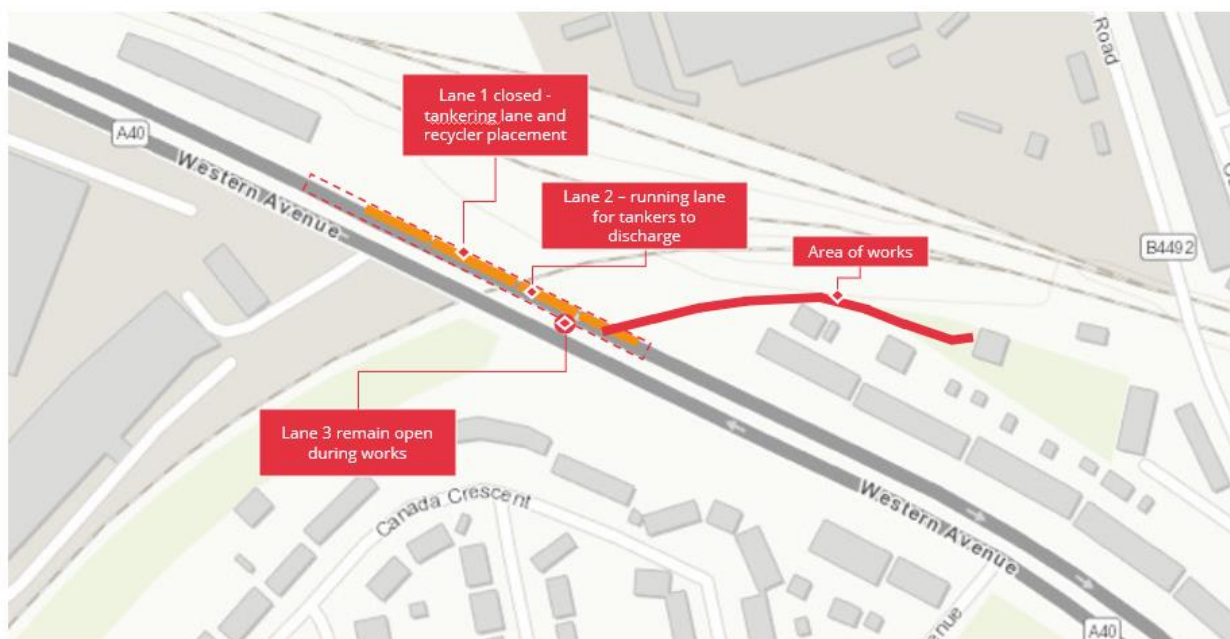 Road
Lane 1 closed -
tankering lane and
recycler placement
A40
Western Avenue
Lane 2 – running lane
for tankers to
discharge
Area of works
B4492
Lane 3 remain open
during works
Canada Crescent
Western Avenue
A40